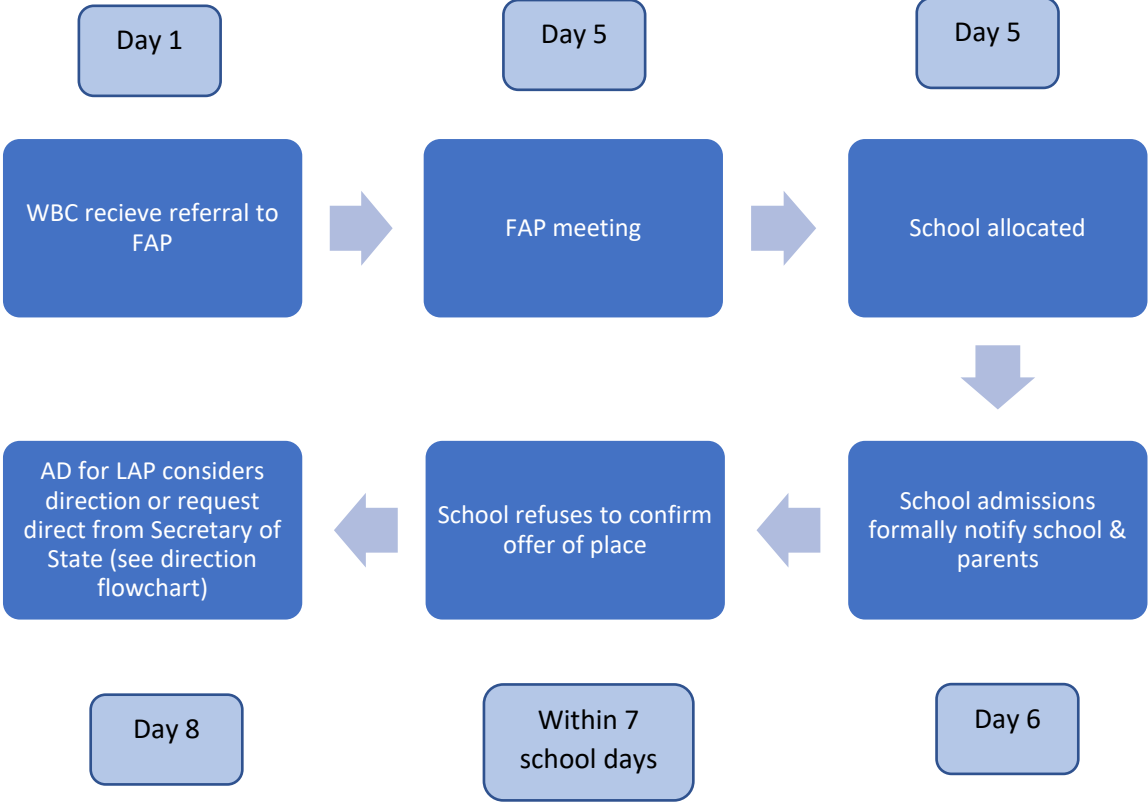 Day 1
Day 5
Day 5
WBC recieve referral to
FAP
FAP meeting
School allocated
AD for LAP considers
direction or request
direct from Secretary of
State (see direction
flowchart)
School refuses to confirm
offer of place
School admissions
formally notify school &
parents
Day 8
Within 7
school days
Day 6